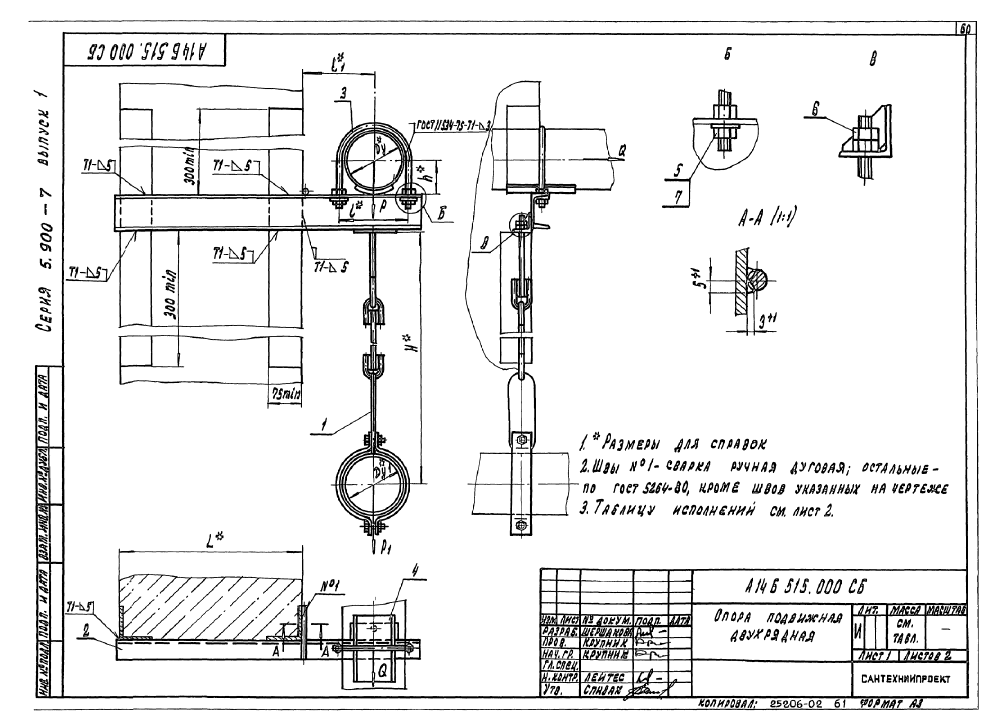 60
А14Б 515.000 СБ
Серия 5.900-7 выпуск 1
l₁*
3
ГОСТ 11534-75-Т1-⊿3
Dу
h*
300 min
Т1-⊿5
Т1-⊿5
l*
P
Б
Т1-⊿5
Т1-⊿5
Т1-⊿5
300 min
H*
75 min
1
Dу1
P₁
Q
В
Б
5
7
В
6
А-А (1:1)
5⁺¹
3⁺¹
1.* Размеры для справок
2. Швы №1- сварка ручная дуговая; остальные -
по ГОСТ 5264-80, кроме швов указанных на чертеже
3. Таблицу исполнений см. лист 2.
L*
№1
4
Т1-⊿5
2
А
А
Q
Подп. и дата
Инв.№ дубл.
Взам. инв.№
Подп. и дата
Инв.№ подл.
А14Б 515.000 СБ
Опора подвижная
двухрядная
Лит. Масса Масштаб
И
см.
табл.
—
Лист 1 Листов 2
Сантехниипроект
Изм. Лист № докум. Подп. Дата
Разраб. Шершакова
Пров. Крупник
Нач. гр. Крупник
Гл. спец.
Н. контр. Лейтес
Утв. Спивак
Копировал: 25206-02 61 Формат А3